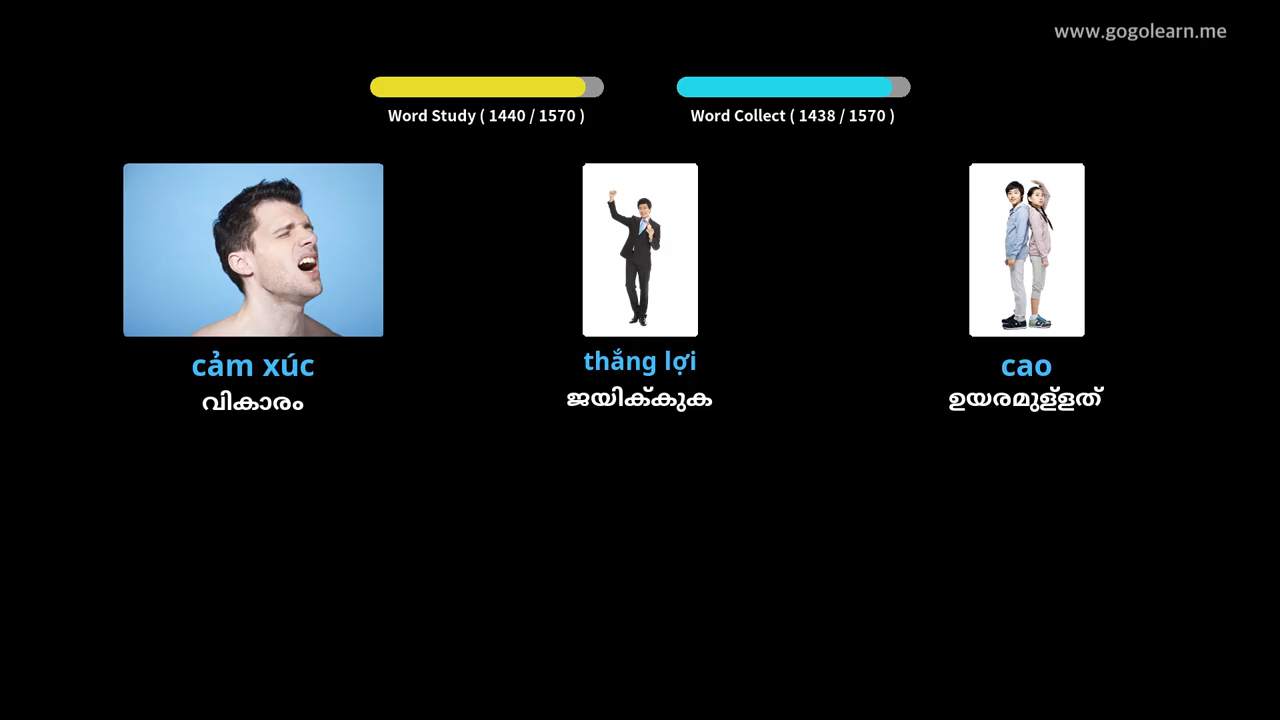 www.gogolearn.me
Word Study ( 1440 / 1570 )
Word Collect ( 1438 / 1570 )
cảm xúc
വികാരം
thắng lợi
ജയിക്കുക
cao
ഉയരമുള്ളത്